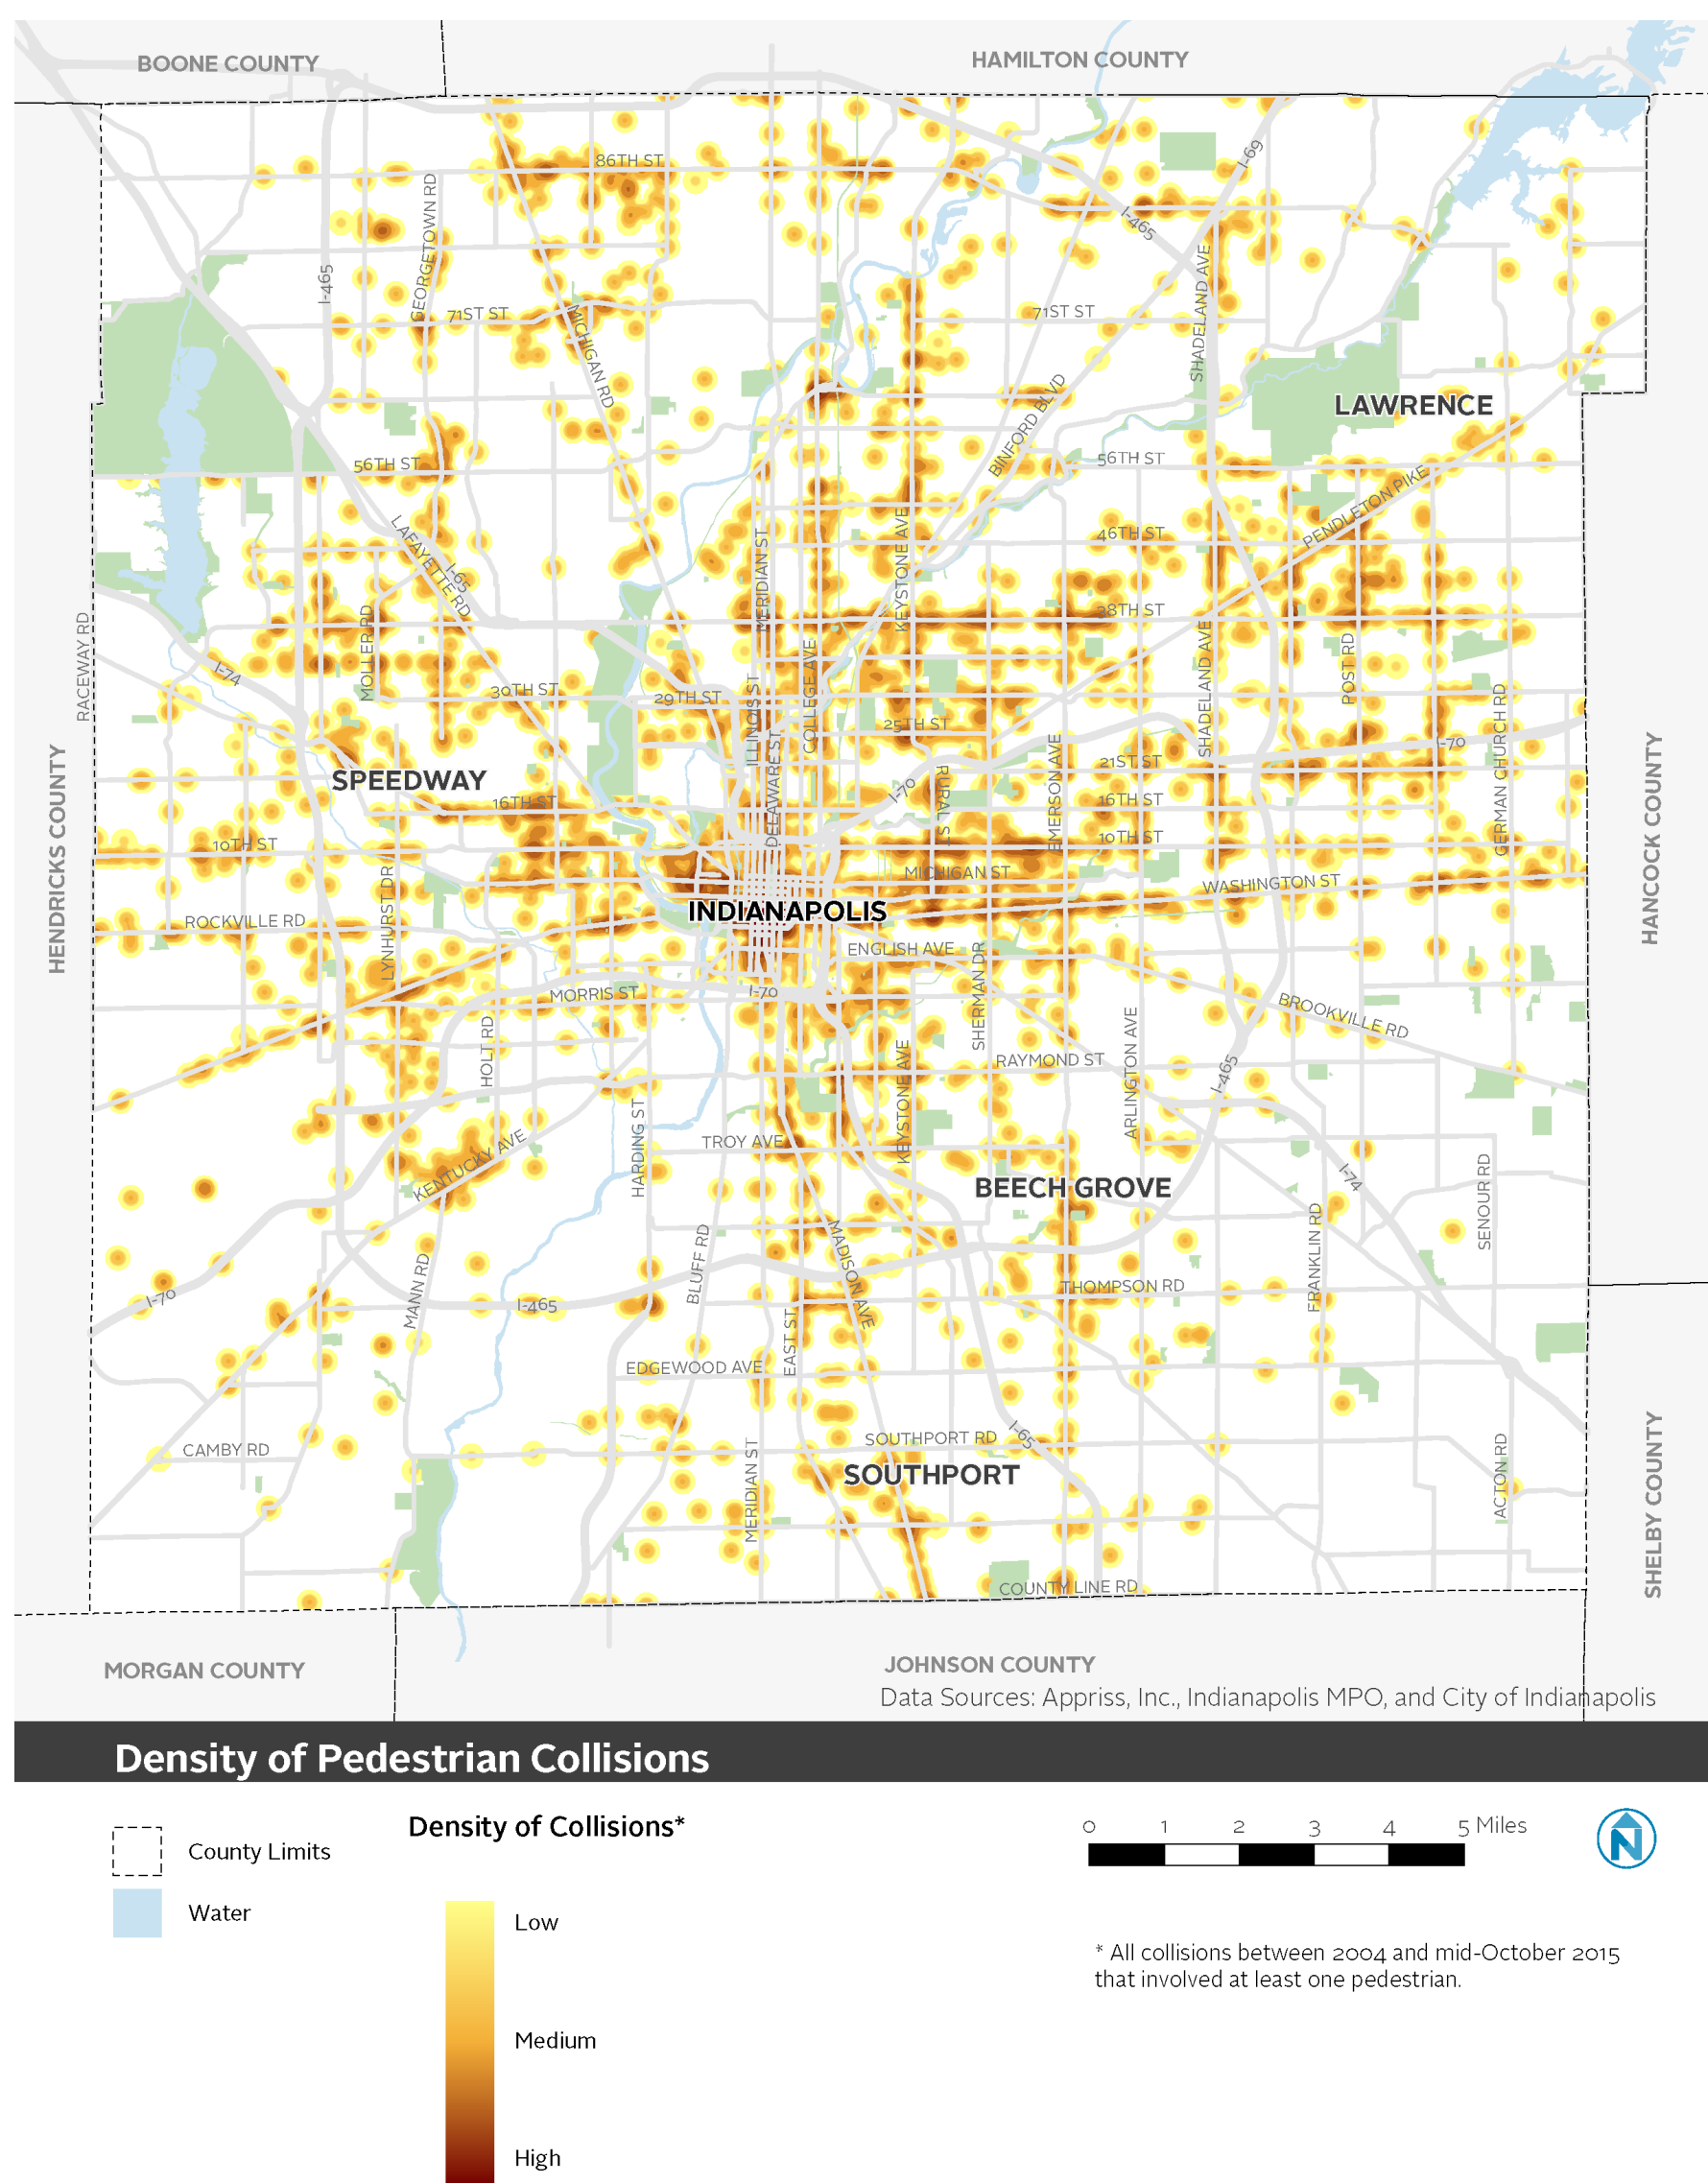 BOONE COUNTY
HAMILTON COUNTY
I-69
86TH ST
GEORGETOWN RD
I-465
I-465
SHADELAND AVE
71ST ST
71ST ST
MICHIGAN RD
BINFORD BLVD
LAWRENCE
56TH ST
56TH ST
PENDLETON PIKE
LAFAYETTE RD
I-65
MERIDIAN ST
KEYSTONE AVE
46TH ST
RACEWAY RD
MOLLER RD
38TH ST
I-74
COLLEGE AVE
SHADELAND AVE
POST RD
30TH ST
29TH ST
ILLINOIS ST
25TH ST
GERMAN CHURCH RD
HENDRICKS COUNTY
HANCOCK COUNTY
DELAWARE ST
EMERSON AVE
I-70
SPEEDWAY
21ST ST
RURAL ST
I-70
16TH ST
16TH ST
10TH ST
10TH ST
LYNHURST DR
MICHIGAN ST
WASHINGTON ST
INDIANAPOLIS
ROCKVILLE RD
ENGLISH AVE
SHERMAN DR
MORRIS ST
I-70
BROOKVILLE RD
HOLT RD
ARLINGTON AVE
KEYSTONE AVE
RAYMOND ST
I-465
HARDING ST
TROY AVE
KENTUCKY AVE
BEECH GROVE
I-74
SENOUR RD
FRANKLIN RD
MANN RD
BLUFF RD
MADISON AVE
I-70
I-465
THOMPSON RD
EAST ST
EDGEWOOD AVE
CAMBY RD
MERIDIAN ST
SOUTHPORT RD
I-65
SOUTHPORT
ACTON RD
SHELBY COUNTY
COUNTY LINE RD
MORGAN COUNTY
JOHNSON COUNTY
Data Sources: Appriss, Inc., Indianapolis MPO, and City of Indianapolis
Density of Pedestrian Collisions
County Limits
Water
Density of Collisions*
Low
Medium
High
0 1 2 3 4 5 Miles
N
* All collisions between 2004 and mid-October 2015
that involved at least one pedestrian.